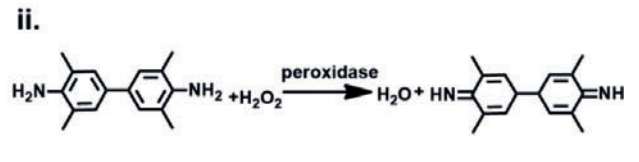 ii.
H₂N NH₂ +H₂O₂ peroxidase H₂O+ HN NH